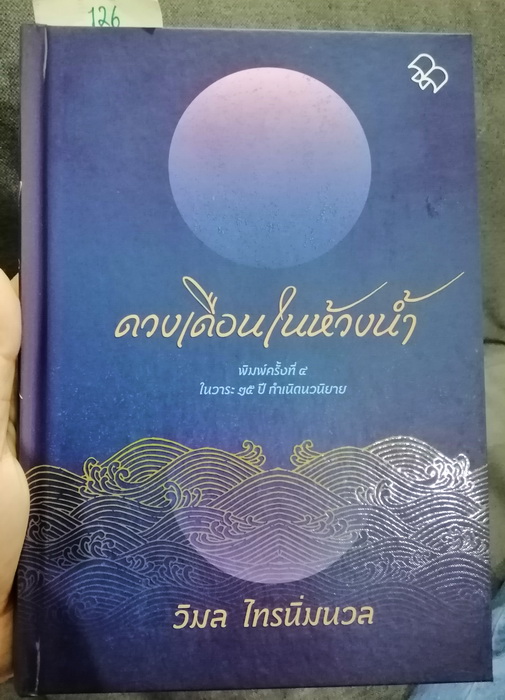 126
ดวงเดือนในห้วงน้ำ
พิมพ์ครั้งที่ ๔
ในวาระ ๒๕ ปี กำเนิดนวนิยาย
วิมล ไทรนิ่มนวล